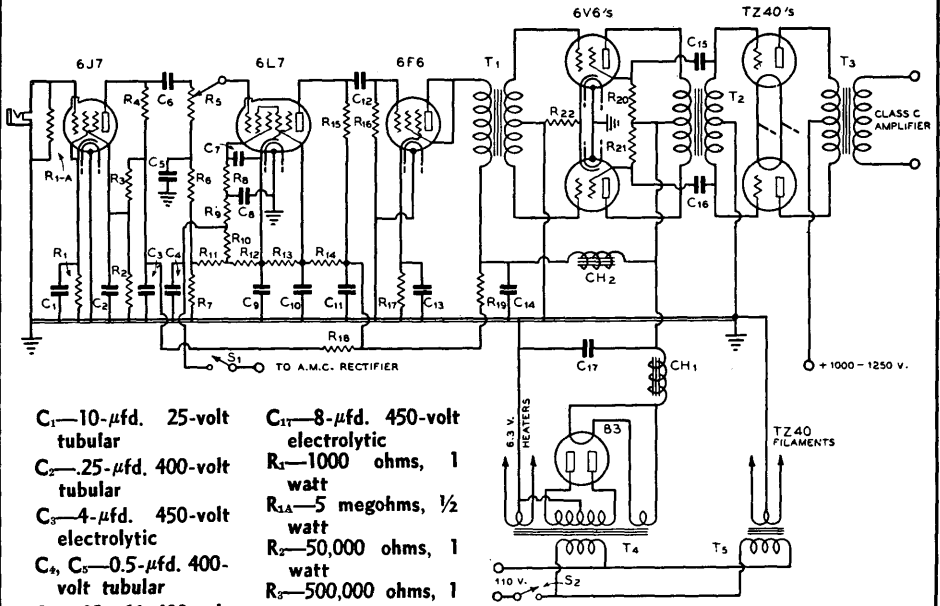 6J7
6L7
6F6
T1
6V6's
TZ40's
C6
R4
R5
C12
R15
R16
C15
R22
R20
R21
T2
T3
CLASS C
AMPLIFIER
R1-A
C5
R3
R6
C7
R8
C8
R9
R10
C16
R1
C1
C2
R2
C3
C4
R11
R12
R13
R14
R7
C9
C10
C11
R17
C13
R19
C14
CH2
R18
S1
TO A.M.C. RECTIFIER
C17
CH1
+ 1000-1250 V.
6.3 V.
HEATERS
83
TZ40
FILAMENTS
T4
T5
110 V.
S2
C1—10-μfd. 25-volt
tubular
C2—.25-μfd. 400-volt
tubular
C3—4-μfd. 450-volt
electrolytic
C4, C5—0.5-μfd. 400-
volt tubular
C17—8-μfd. 450-volt
electrolytic
R1—1000 ohms, 1
watt
R1A—5 megohms, ½
watt
R2—50,000 ohms, 1
watt
R3—500,000 ohms, 1